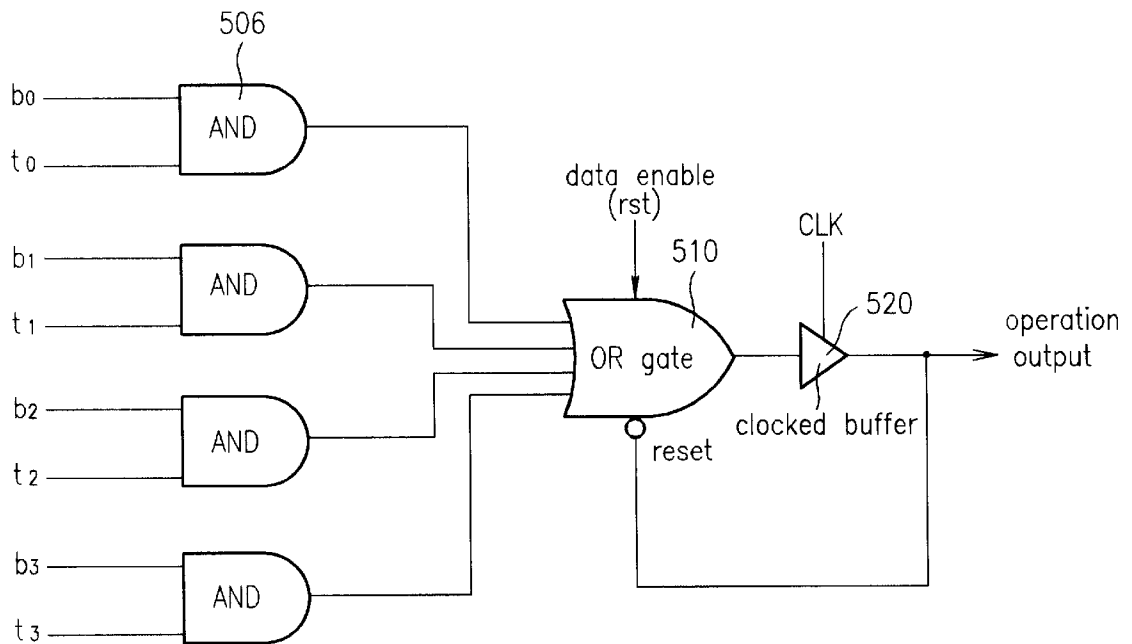 506
b0
AND
t0
data enable
(rst)
CLK
510
520
b1
AND
t1
OR gate
operation
output
clocked buffer
reset
b2
AND
t2
b3
AND
t3